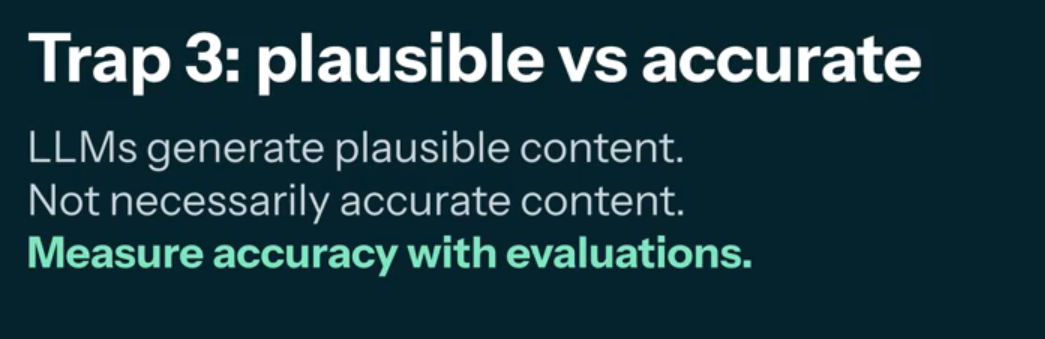 Trap 3: plausible vs accurate
LLMs generate plausible content.
Not necessarily accurate content.
Measure accuracy with evaluations.